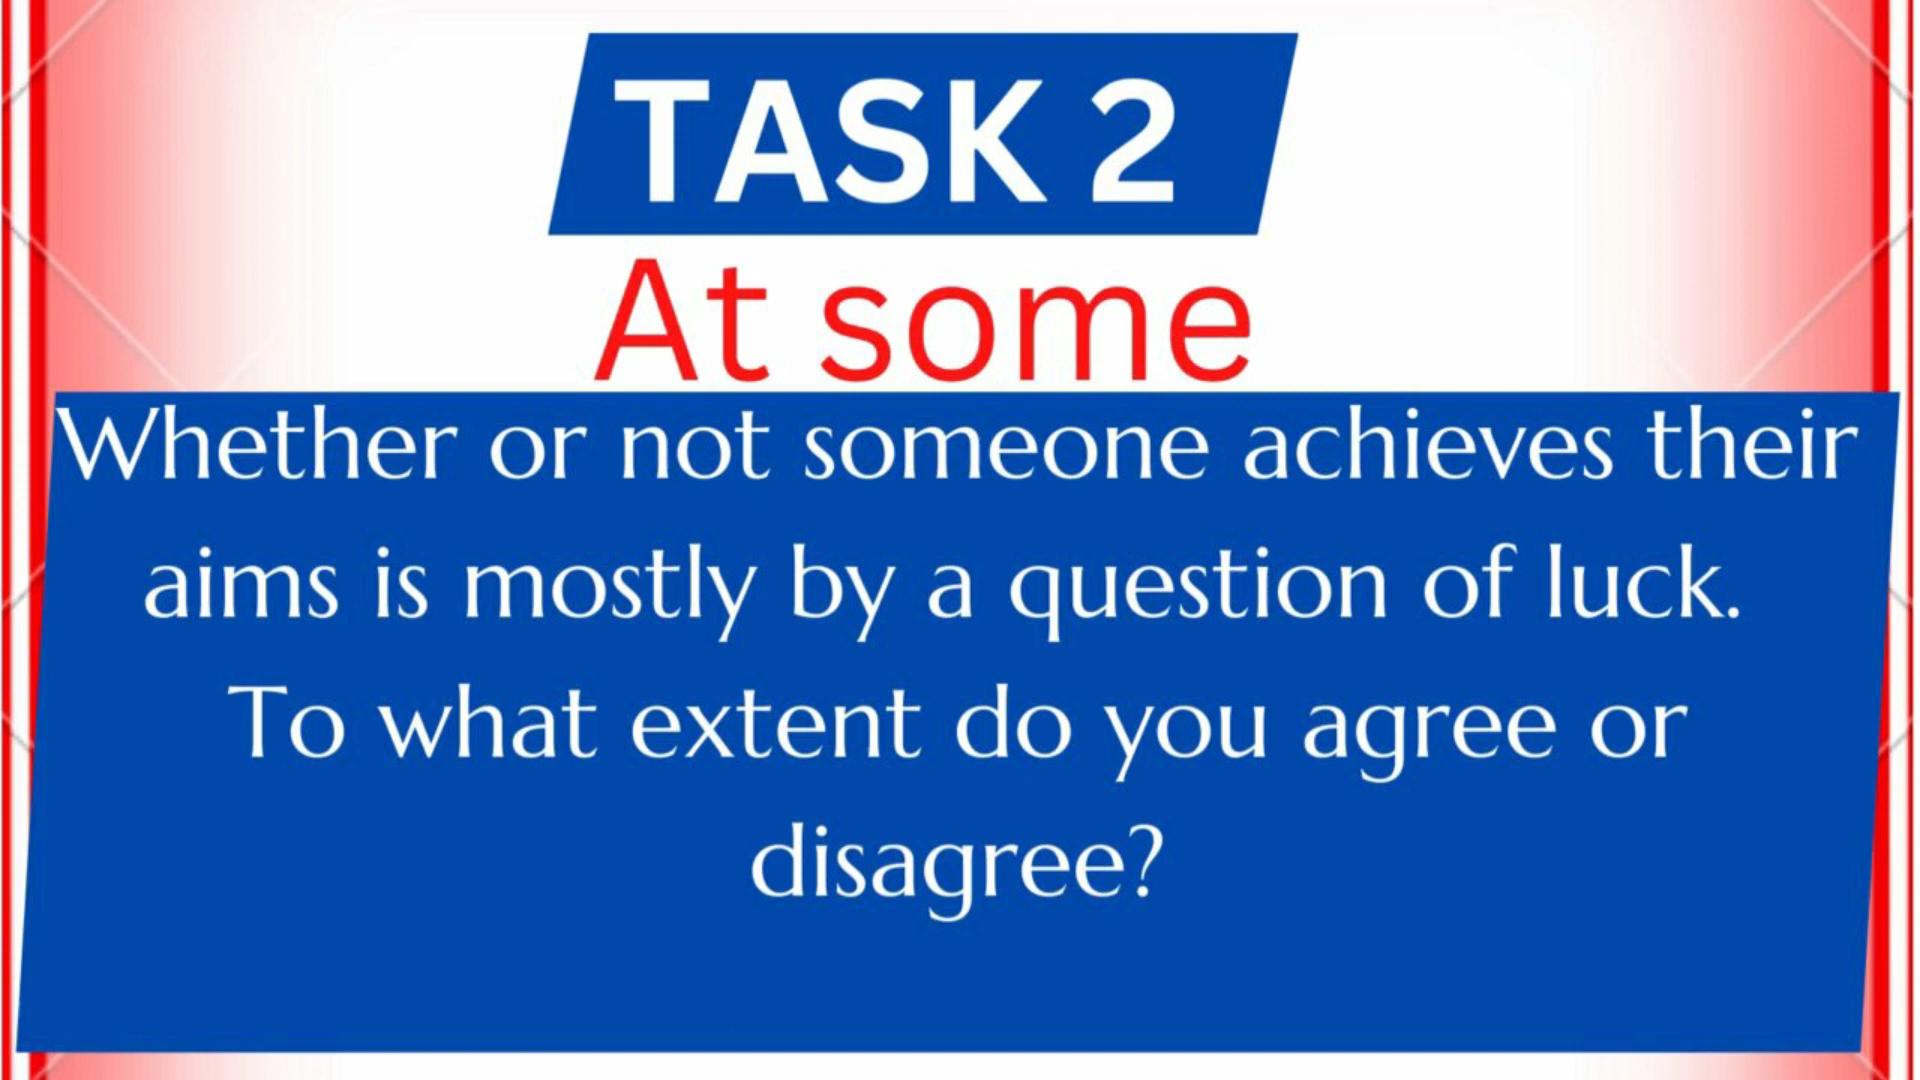 TASK 2
At some
Whether or not someone achieves their
aims is mostly by a question of luck.
To what extent do you agree or
disagree?